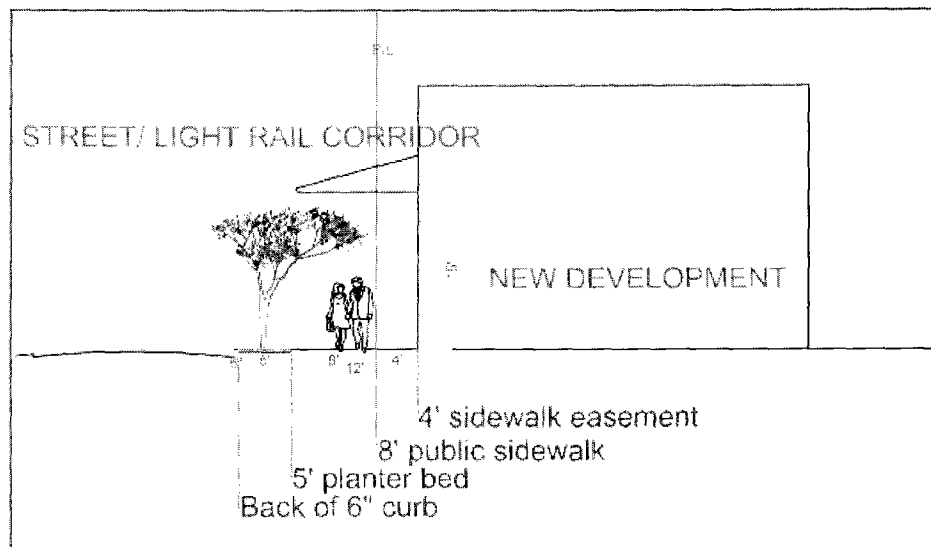 P/L
STREET/ LIGHT RAIL CORRIDOR
NEW DEVELOPMENT
8'
12'
4'
4' sidewalk easement
8' public sidewalk
5' planter bed
Back of 6" curb